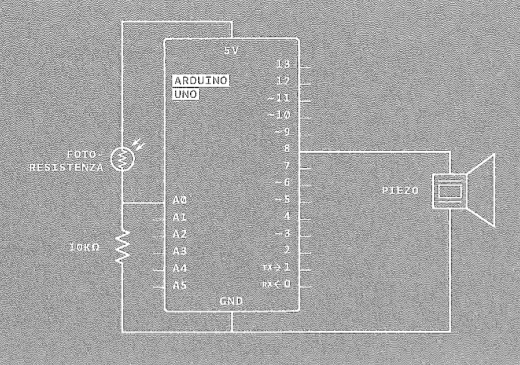 5V
ARDUINO
UNO
13
12
~11
~10
~9
8
7
~6
~5
4
~3
2
TX→1
RX←0
FOTO-
RESISTENZA
10KΩ
A0
A1
A2
A3
A4
A5
GND
PIEZO